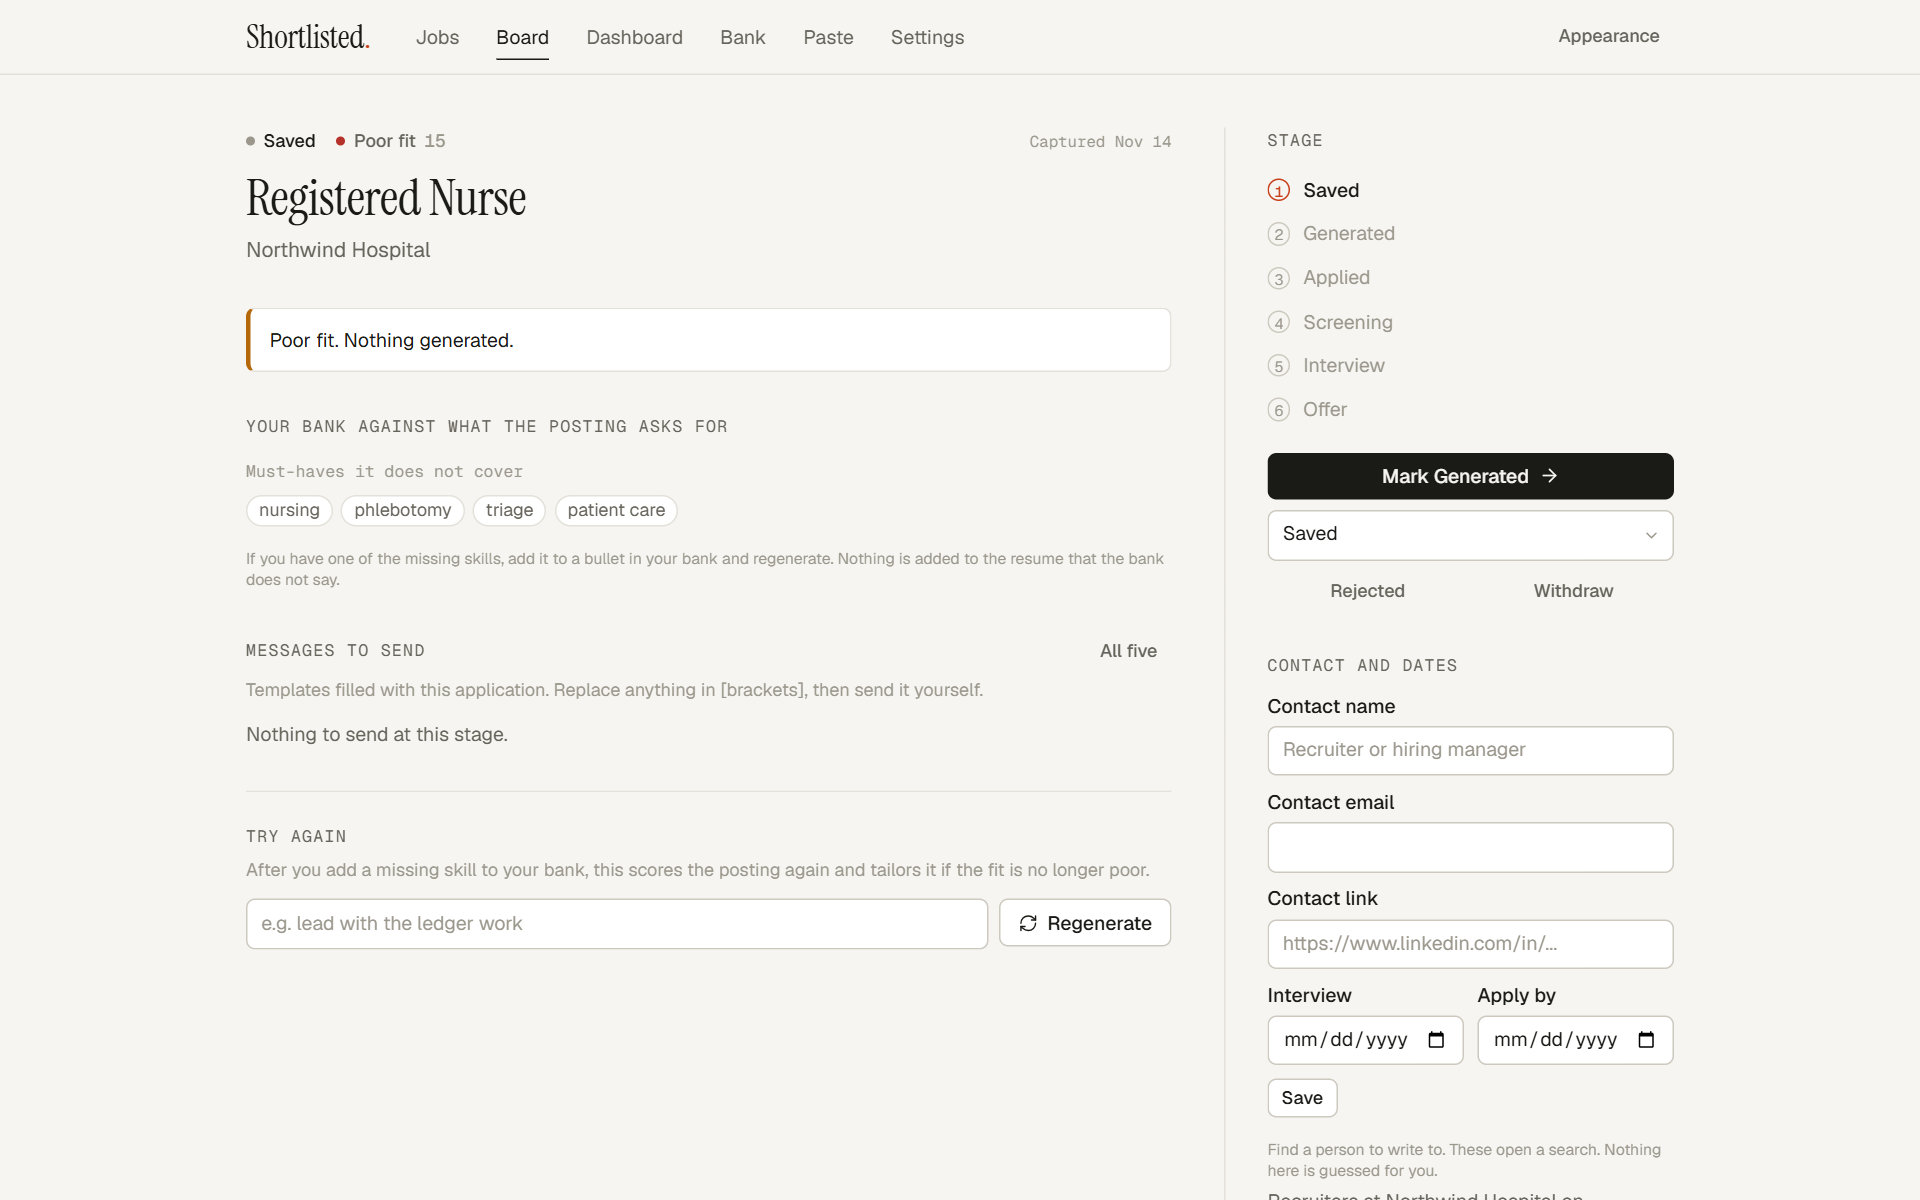 Shortlisted.
Jobs
Board
Dashboard
Bank
Paste
Settings
Appearance
Saved
Poor fit 15
Captured Nov 14
Registered Nurse
Northwind Hospital
Poor fit. Nothing generated.
YOUR BANK AGAINST WHAT THE POSTING ASKS FOR
Must-haves it does not cover
nursing
phlebotomy
triage
patient care
If you have one of the missing skills, add it to a bullet in your bank and regenerate. Nothing is added to the resume that the bank
does not say.
MESSAGES TO SEND
All five
Templates filled with this application. Replace anything in [brackets], then send it yourself.
Nothing to send at this stage.
TRY AGAIN
After you add a missing skill to your bank, this scores the posting again and tailors it if the fit is no longer poor.
e.g. lead with the ledger work
Regenerate
STAGE
1 Saved
2 Generated
3 Applied
4 Screening
5 Interview
6 Offer
Mark Generated →
Saved
Rejected
Withdraw
CONTACT AND DATES
Contact name
Recruiter or hiring manager
Contact email
Contact link
https://www.linkedin.com/in/...
Interview
Apply by
mm/dd/yyyy
mm/dd/yyyy
Save
Find a person to write to. These open a search. Nothing
here is guessed for you.
Recruiters at Northwind Hospital on